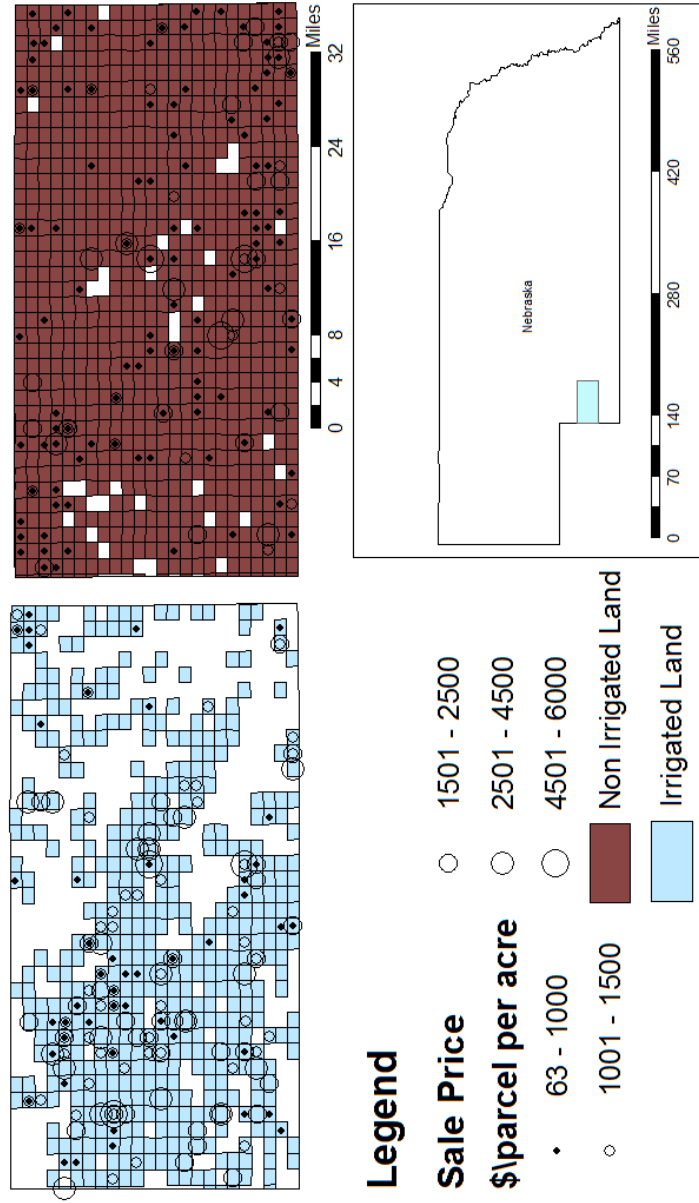 0 4 8 16 24 32
Miles
Legend
Sale Price
$\parcel per acre
63 - 1000
1001 - 1500
1501 - 2500
2501 - 4500
4501 - 6000
Non Irrigated Land
Irrigated Land
Nebraska
0 70 140 280 420 560
Miles